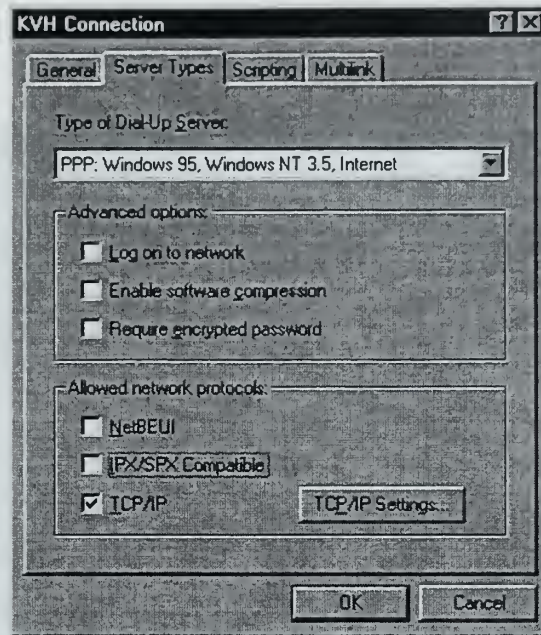 KVH Connection
General Server Types Scripting Multilink
Type of Dial-Up Server:
PPP: Windows 95, Windows NT 3.5, Internet
Advanced options:
Log on to network
Enable software compression
Require encrypted password
Allowed network protocols:
NetBEUI
IPX/SPX Compatible
TCP/IP TCP/IP Settings...
OK Cancel